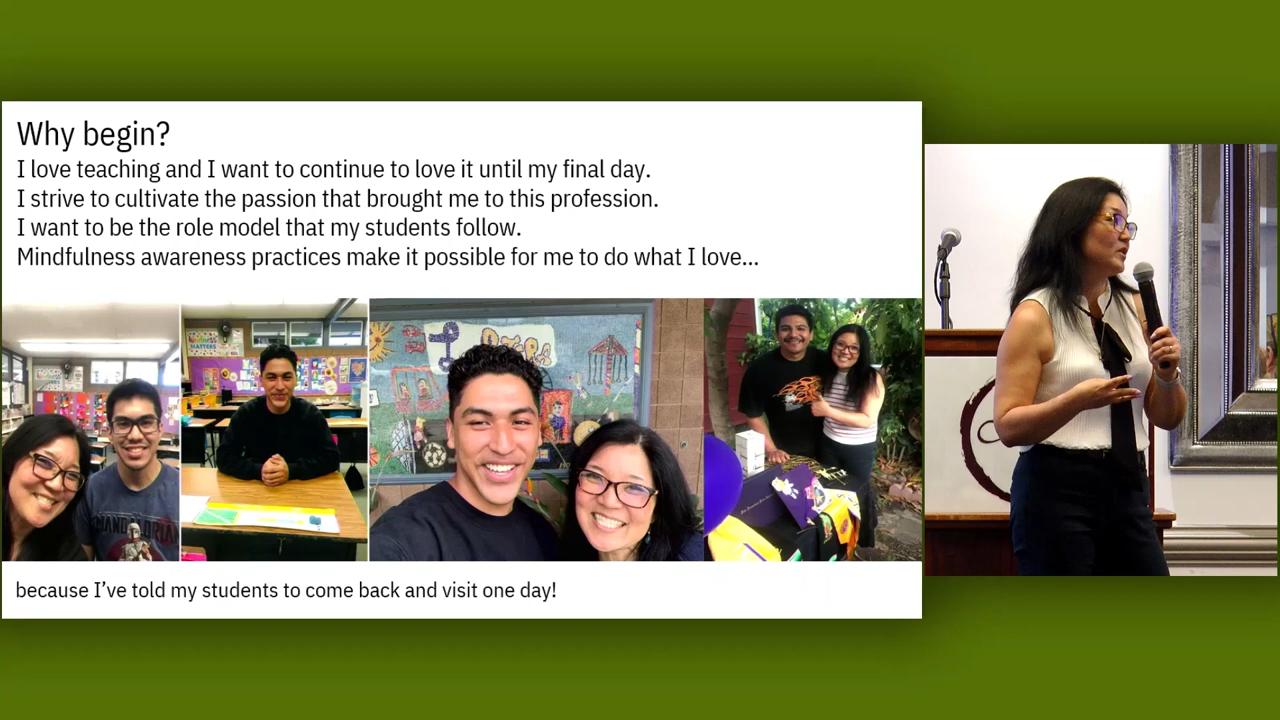 Why begin?
I love teaching and I want to continue to love it until my final day.
I strive to cultivate the passion that brought me to this profession.
I want to be the role model that my students follow.
Mindfulness awareness practices make it possible for me to do what I love...
MATTERS
MANDALORIAN
because I’ve told my students to come back and visit one day!